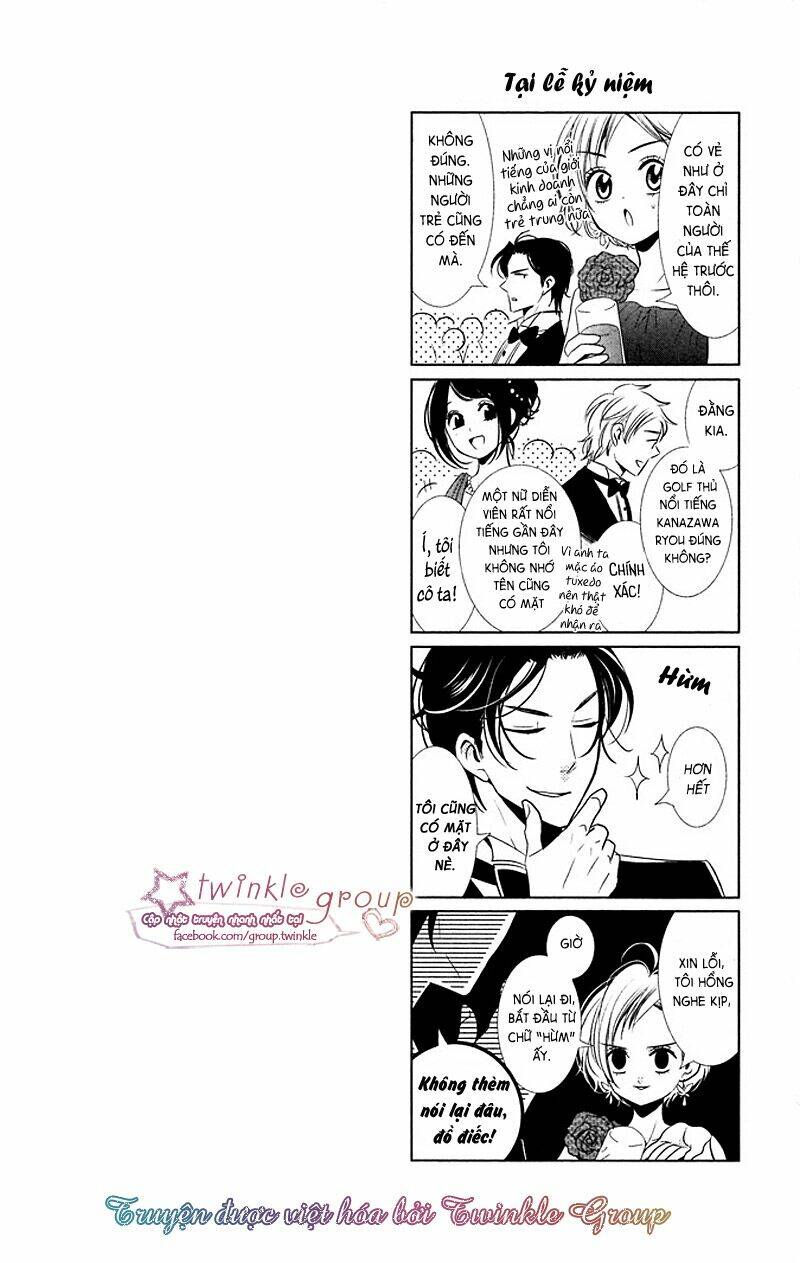 Tại lễ kỷ niệm
CÓ VẺ
NHƯ Ở
ĐÂY CHỈ
TOÀN
NGƯỜI
CỦA THẾ
HỆ TRƯỚC
THÔI.
Những vị nổi
tiếng của giới
kinh doanh
chẳng ai còn
trẻ trung nữa
KHÔNG
ĐÚNG.
NHỮNG
NGƯỜI
TRẺ CŨNG
CÓ ĐẾN
MÀ.
ĐẰNG
KIA.
ĐÓ LÀ
GOLF THỦ
NỔI TIẾNG
KANAZAWA
RYOU ĐÚNG
KHÔNG?
CHÍNH
XÁC!
Vì anh ta
mặc áo
tuxedo
nên thật
khó để
nhận ra
MỘT NỮ DIỄN
VIÊN RẤT NỔI
TIẾNG GẦN ĐÂY
NHƯNG TÔI
KHÔNG NHỚ
TÊN CŨNG
CÓ MẶT
Í, tôi
biết
cô ta!
Hừm
HƠN
HẾT
TÔI CŨNG
CÓ MẶT
Ở ĐÂY
NÈ.
XIN LỖI,
TÔI HỔNG
NGHE KỊP,
GIỜ
NÓI LẠI ĐI,
BẮT ĐẦU TỪ
CHỮ "HỪM"
ẤY.
Không thèm
nói lại đâu,
đồ điếc!
twinkle group
Cập nhật truyện nhanh nhất tại
facebook.com/group.twinkle
Truyện được việt hóa bởi Twinkle Group